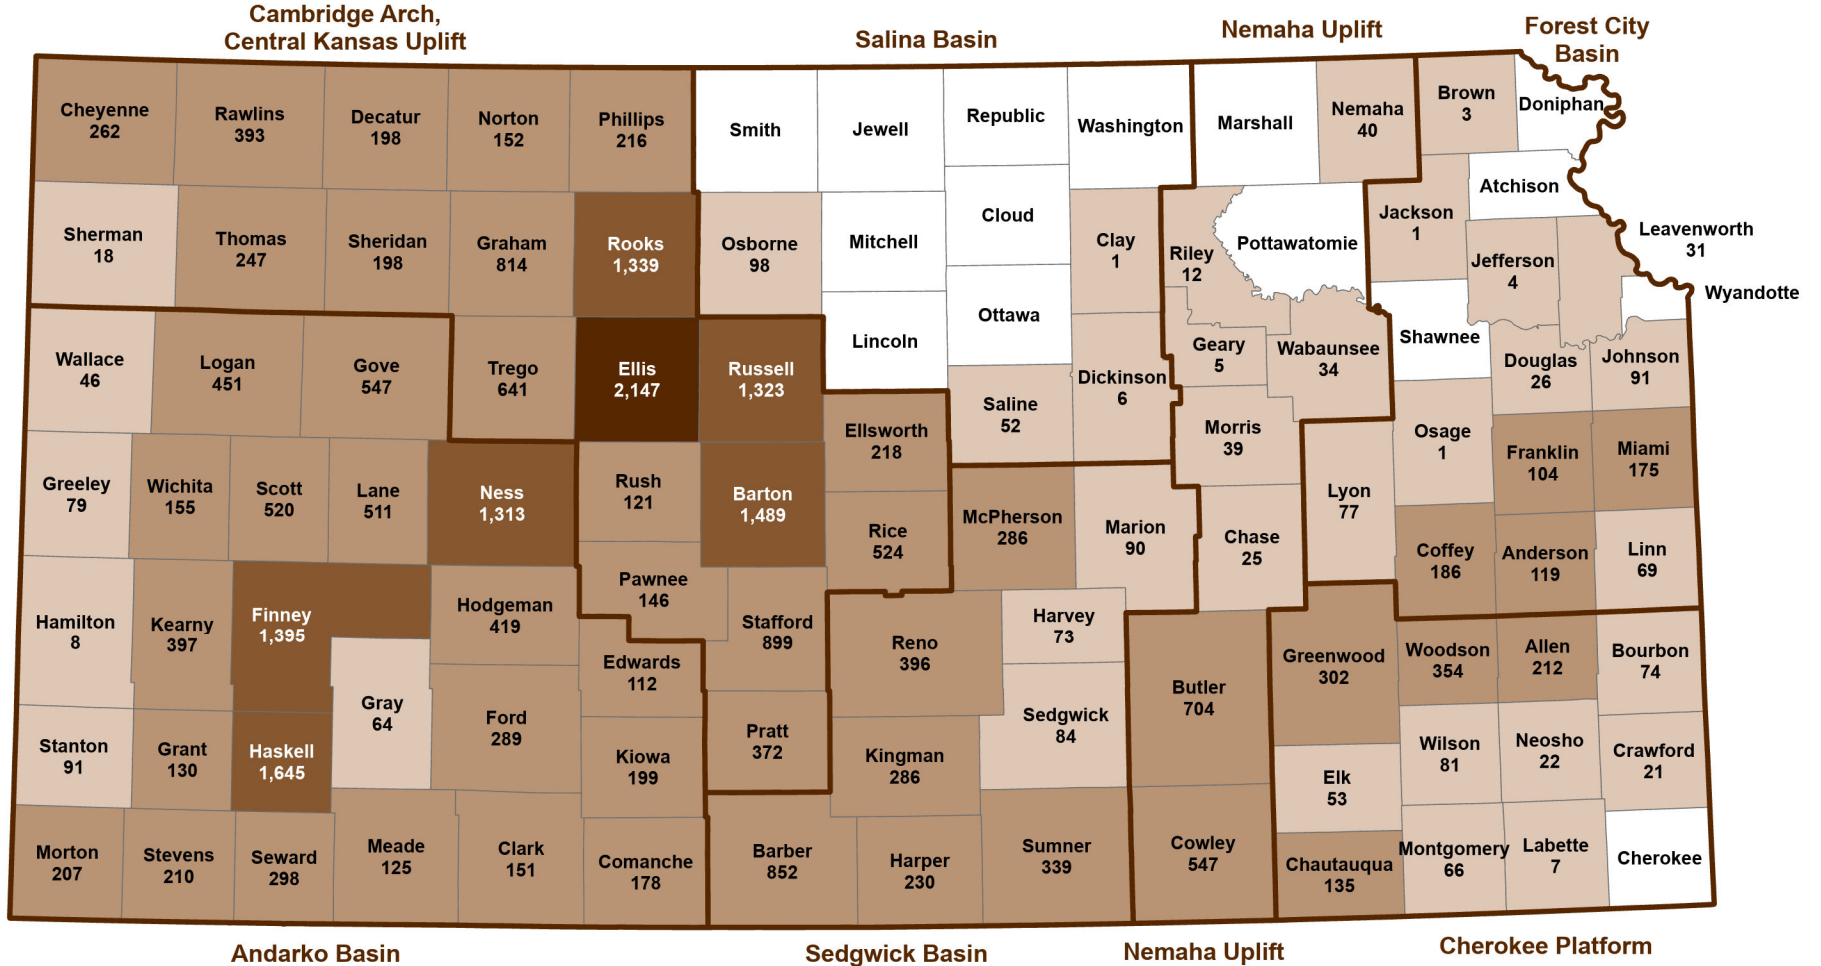 Cambridge Arch,
Central Kansas Uplift
Salina Basin
Nemaha Uplift
Forest City
Basin
Cheyenne
262
Rawlins
393
Decatur
198
Norton
152
Phillips
216
Smith
Jewell
Republic
Washington
Marshall
Nemaha
40
Brown
3
Doniphan
Sherman
18
Thomas
247
Sheridan
198
Graham
814
Rooks
1,339
Osborne
98
Mitchell
Cloud
Clay
1
Riley
12
Pottawatomie
Jackson
1
Atchison
Jefferson
4
Leavenworth
31
Wyandotte
Wallace
46
Logan
451
Gove
547
Trego
641
Ellis
2,147
Russell
1,323
Lincoln
Ottawa
Saline
52
Dickinson
6
Geary
5
Wabaunsee
34
Shawnee
Douglas
26
Johnson
91
Greeley
79
Wichita
155
Scott
520
Lane
511
Ness
1,313
Rush
121
Barton
1,489
Ellsworth
218
Rice
524
McPherson
286
Marion
90
Morris
39
Chase
25
Lyon
77
Osage
1
Franklin
104
Miami
175
Coffey
186
Anderson
119
Linn
69
Hamilton
8
Kearny
397
Finney
1,395
Hodgeman
419
Pawnee
146
Stafford
899
Edwards
112
Gray
64
Ford
289
Reno
396
Harvey
73
Sedgwick
84
Butler
704
Greenwood
302
Woodson
354
Allen
212
Bourbon
74
Stanton
91
Grant
130
Haskell
1,645
Kiowa
199
Pratt
372
Kingman
286
Elk
53
Wilson
81
Neosho
22
Crawford
21
Morton
207
Stevens
210
Seward
298
Meade
125
Clark
151
Comanche
178
Barber
852
Harper
230
Sumner
339
Cowley
547
Chautauqua
135
Montgomery
66
Labette
7
Cherokee
Andarko Basin
Sedgwick Basin
Nemaha Uplift
Cherokee Platform